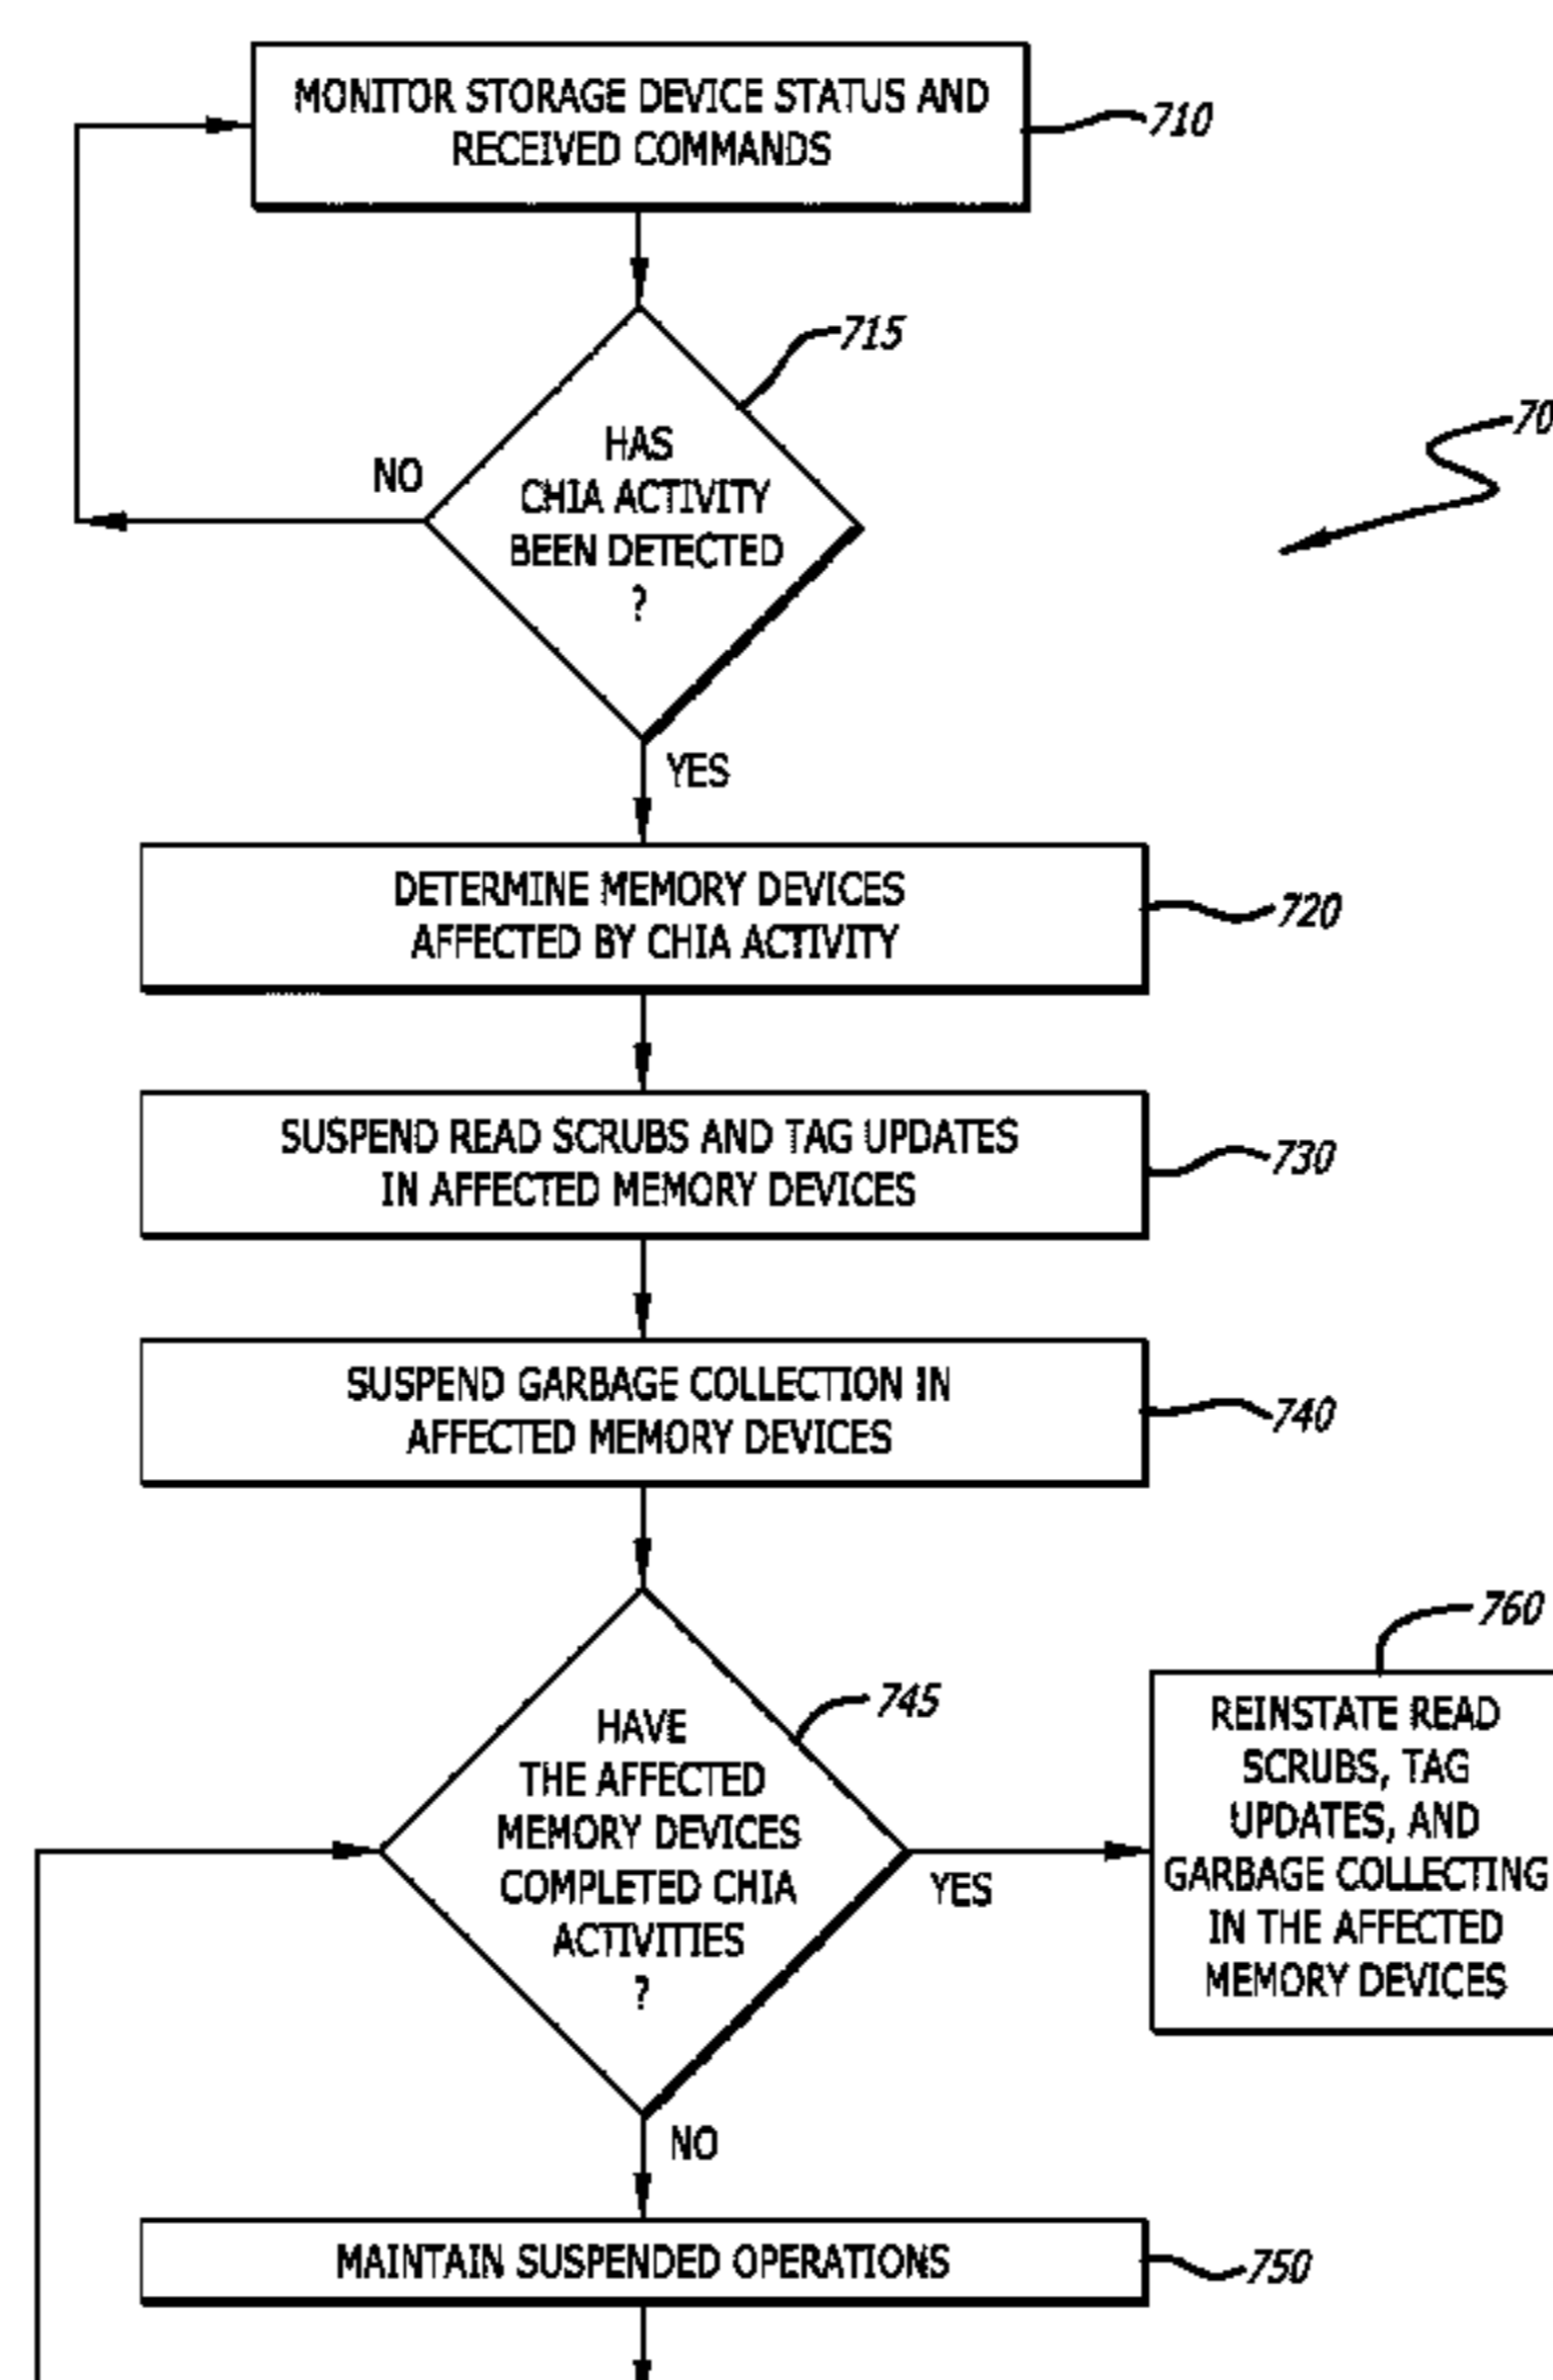 MONITOR STORAGE DEVICE STATUS AND
RECEIVED COMMANDS
710
715
HAS
CHIA ACTIVITY
BEEN DETECTED
?
NO
70
YES
DETERMINE MEMORY DEVICES
AFFECTED BY CHIA ACTIVITY
720
SUSPEND READ SCRUBS AND TAG UPDATES
IN AFFECTED MEMORY DEVICES
730
SUSPEND GARBAGE COLLECTION IN
AFFECTED MEMORY DEVICES
740
745
HAVE
THE AFFECTED
MEMORY DEVICES
COMPLETED CHIA
ACTIVITIES
?
YES
760
REINSTATE READ
SCRUBS, TAG
UPDATES, AND
GARBAGE COLLECTING
IN THE AFFECTED
MEMORY DEVICES
NO
MAINTAIN SUSPENDED OPERATIONS
750